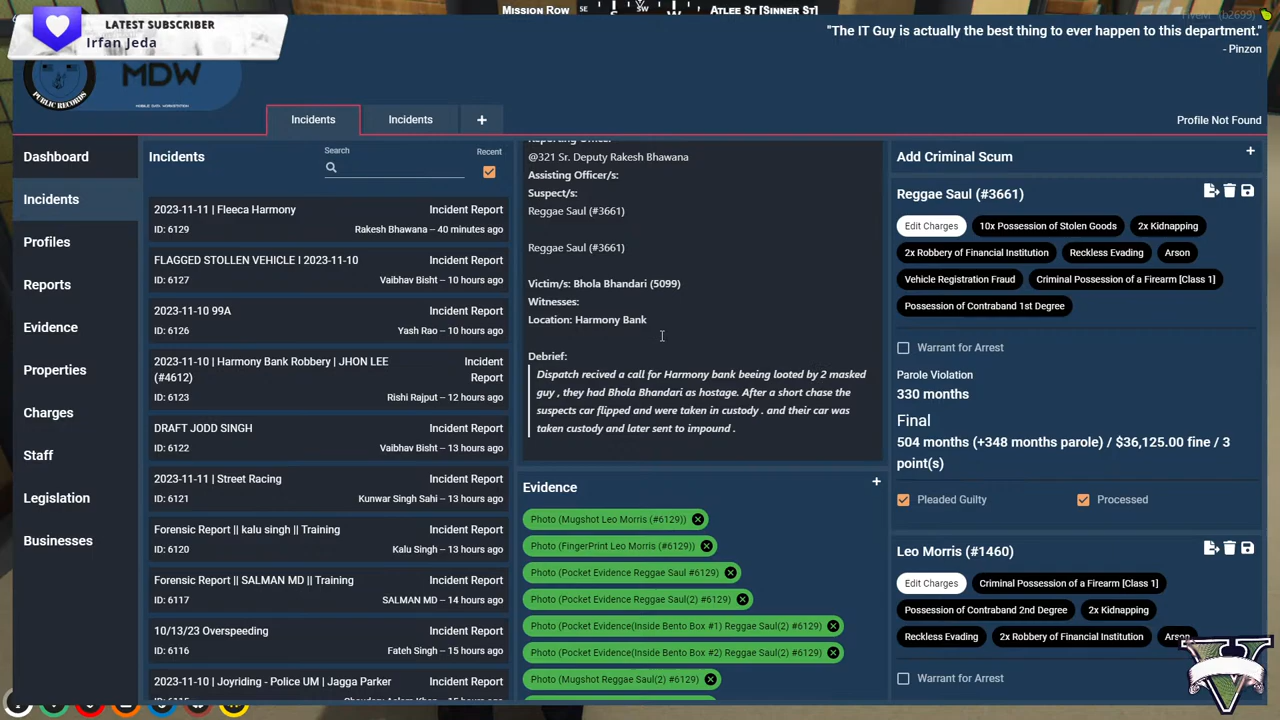 Mission Row
SE
SW
Atlee St [Sinner St]
FiveM (b2699)
LATEST SUBSCRIBER
Irfan Jeda
"The IT Guy is actually the best thing to ever happen to this department."
- Pinzon
PUBLIC RECORDS
MDW
MOBILE DATA WORKSTATION
Incidents
Incidents
+
Profile Not Found
Dashboard
Incidents
Profiles
Reports
Evidence
Properties
Charges
Staff
Legislation
Businesses
Incidents
Search
Recent
2023-11-11 | Fleeca Harmony
Incident Report
ID: 6129
Rakesh Bhawana – 40 minutes ago
FLAGGED STOLLEN VEHICLE I 2023-11-10
Incident Report
ID: 6127
Vaibhav Bisht – 10 hours ago
2023-11-10 99A
Incident Report
ID: 6126
Yash Rao – 10 hours ago
2023-11-10 | Harmony Bank Robbery | JHON LEE
(#4612)
Incident
Report
ID: 6123
Rishi Rajput – 12 hours ago
DRAFT JODD SINGH
Incident Report
ID: 6122
Vaibhav Bisht – 13 hours ago
2023-11-11 | Street Racing
Incident Report
ID: 6121
Kunwar Singh Sahi – 13 hours ago
Forensic Report || kalu singh || Training
Incident Report
ID: 6120
Kalu Singh – 13 hours ago
Forensic Report || SALMAN MD || Training
Incident Report
ID: 6117
SALMAN MD – 14 hours ago
10/13/23 Overspeeding
Incident Report
ID: 6116
Fateh Singh – 15 hours ago
2023-11-10 | Joyriding - Police UM | Jagga Parker
Incident Report
Reporting Officer:
@321 Sr. Deputy Rakesh Bhawana
Assisting Officer/s:
Suspect/s:
Reggae Saul (#3661)
Reggae Saul (#3661)
Victim/s: Bhola Bhandari (5099)
Witnesses:
Location: Harmony Bank
Debrief:
Dispatch recived a call for Harmony bank beeing looted by 2 masked
guy , they had Bhola Bhandari as hostage. After a short chase the
suspects car flipped and were taken in custody . and their car was
taken custody and later sent to impound .
Evidence
+
Photo (Mugshot Leo Morris (#6129))
Photo (FingerPrint Leo Morris (#6129))
Photo (Pocket Evidence Reggae Saul #6129)
Photo (Pocket Evidence Reggae Saul(2) #6129)
Photo (Pocket Evidence(Inside Bento Box #1) Reggae Saul(2) #6129)
Photo (Pocket Evidence(Inside Bento Box #2) Reggae Saul(2) #6129)
Photo (Mugshot Reggae Saul(2) #6129)
Add Criminal Scum
+
Reggae Saul (#3661)
Edit Charges
10x Possession of Stolen Goods
2x Kidnapping
2x Robbery of Financial Institution
Reckless Evading
Arson
Vehicle Registration Fraud
Criminal Possession of a Firearm [Class 1]
Possession of Contraband 1st Degree
Warrant for Arrest
Parole Violation
330 months
Final
504 months (+348 months parole) / $36,125.00 fine / 3
point(s)
Pleaded Guilty
Processed
Leo Morris (#1460)
Edit Charges
Criminal Possession of a Firearm [Class 1]
Possession of Contraband 2nd Degree
2x Kidnapping
Reckless Evading
2x Robbery of Financial Institution
Arson
Warrant for Arrest
V